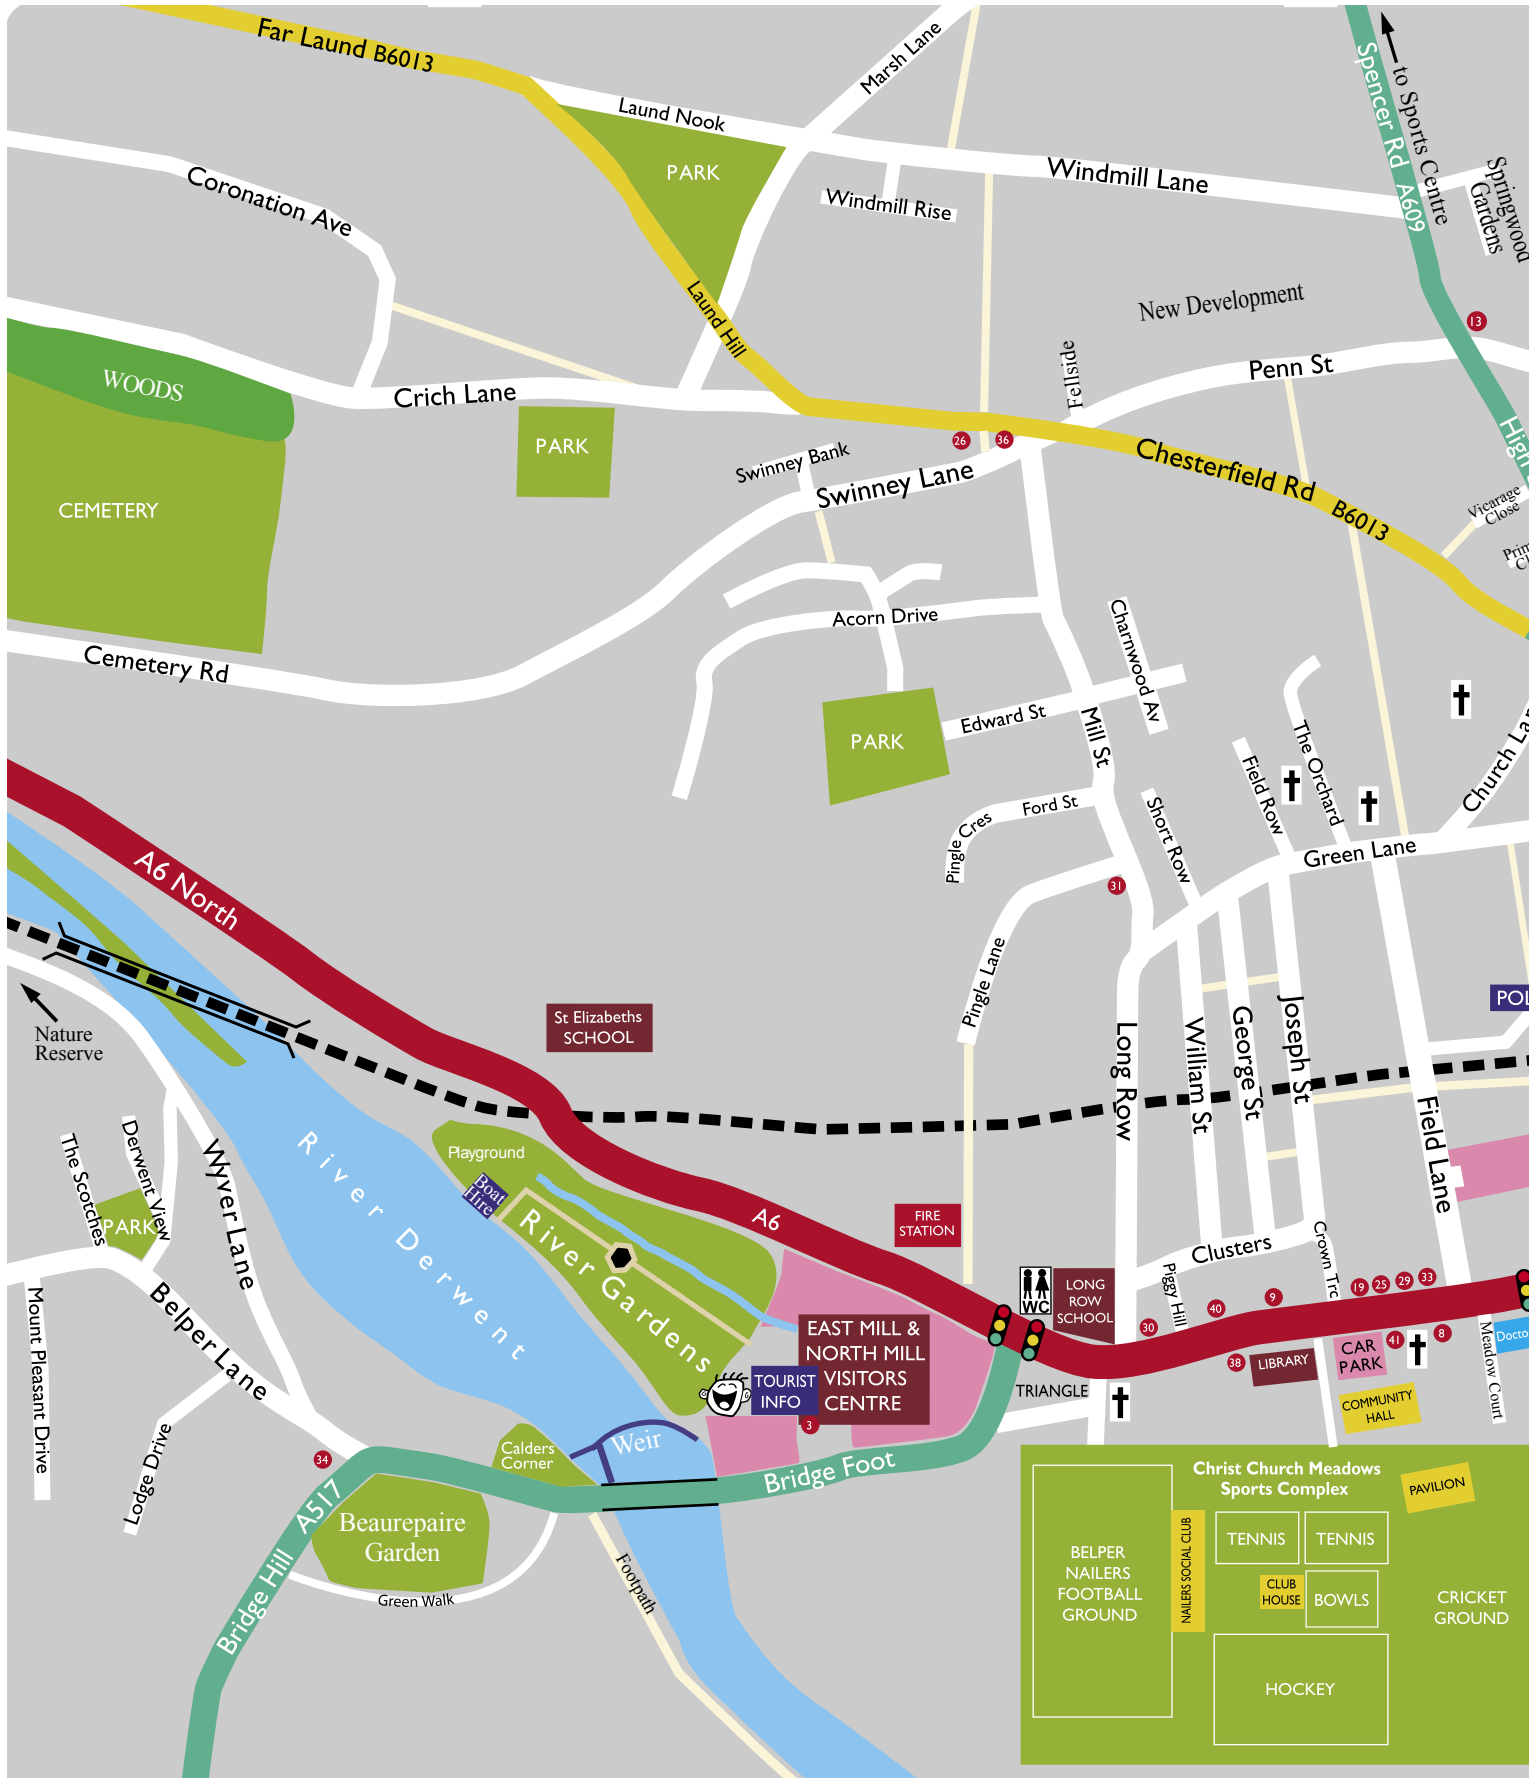 Far Laund B6013
Laund Nook
Marsh Lane
Spencer Rd A609
to Sports Centre
Springwood
Gardens
PARK
Windmill Lane
Windmill Rise
Coronation Ave
New Development
13
Laund Hill
WOODS
Crich Lane
Fellside
Penn St
PARK
26
36
High
Swinney Bank
Swinney Lane
Chesterfield Rd B6013
Vicarage
Close
CEMETERY
Acorn Drive
Charnwood Av
Cemetery Rd
PARK
Edward St
Mill St
The Orchard
Field Row
Church
Ford St
Pingle Cres
Short Row
Green Lane
31
A6 North
Pingle Lane
Nature
Reserve
St Elizabeths
SCHOOL
Long Row
William St
George St
Joseph St
Field Lane
The Scotches
Derwent View
PARK
Wyver Lane
River Derwent
Playground
Boat
Hire
River Gardens
A6
FIRE
STATION
Clusters
Crown Trc
Piggy Hill
WC
LONG
ROW
SCHOOL
30
40
9
19
25
29
33
Mount Pleasant Drive
Belper Lane
EAST MILL &
NORTH MILL
VISITORS
CENTRE
TOURIST
INFO
3
TRIANGLE
38
LIBRARY
CAR
PARK
41
8
Meadow Court
COMMUNITY
HALL
Lodge Drive
34
Calders
Corner
Weir
Bridge Foot
A517
Bridge Hill
Beaurepaire
Garden
Green Walk
Footpath
Christ Church Meadows
Sports Complex
PAVILION
BELPER
NAILERS
FOOTBALL
GROUND
NAILERS SOCIAL CLUB
TENNIS
TENNIS
CLUB
HOUSE
BOWLS
CRICKET
GROUND
HOCKEY